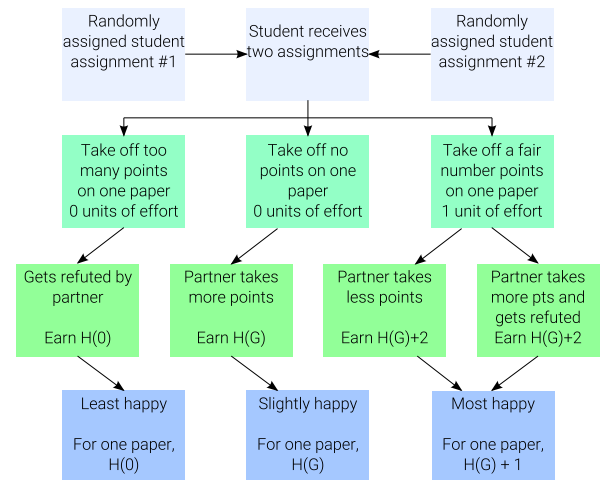 Randomly
assigned student
assignment #1
Student receives
two assignments
Randomly
assigned student
assignment #2
Take off too
many points
on one paper
0 units of effort
Take off no
points on one
paper
0 units of effort
Take off a fair
number points
on one paper
1 unit of effort
Gets refuted by
partner
Earn H(0)
Partner takes
more points
Earn H(G)
Partner takes
less points
Earn H(G)+2
Partner takes
more pts and
gets refuted
Earn H(G)+2
Least happy
For one paper,
H(0)
Slightly happy
For one paper,
H(G)
Most happy
For one paper,
H(G) + 1